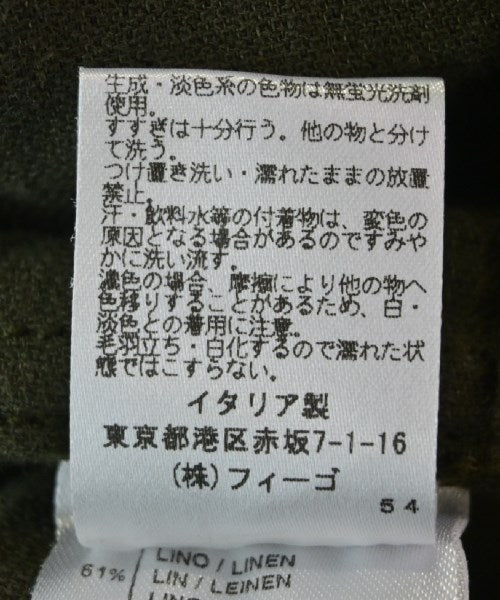 生成・淡色系の色物は無蛍光洗剤
使用。
すすぎは十分行う。他の物と分け
て洗う。
つけ置き洗い・濡れたままの放置
禁止。
汗・飲料水等の付着物は、変色の
原因となる場合があるのですみや
かに洗い流す。
濃色の場合、摩擦により他の物へ
色移りすることがあるため、白・
淡色との着用に注意。
毛羽立ち・白化するので濡れた状
態ではこすらない。
イタリア製
東京都港区赤坂7-1-16
(株)フィーゴ
54
LINO / LINEN
61% LIN / LEINEN